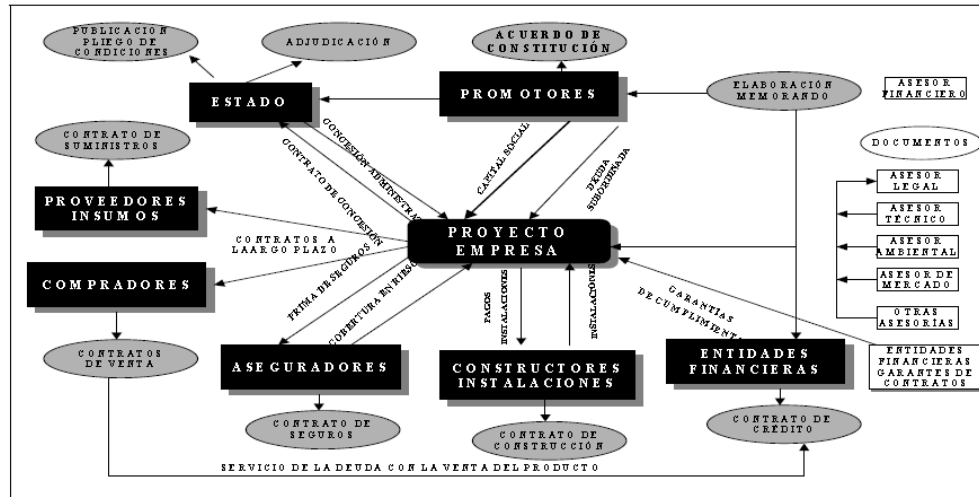 PUBLICACIÓN
PLIEGO DE
CONDICIONES
ADJUDICACIÓN
ACUERDO DE
CONSTITUCIÓN
ESTADO
PROMOTORES
ELABORACIÓN
MEMORANDO
ASESOR
FINANCIERO
CONTRATO DE
SUMINISTROS
CONCESIÓN ADMINISTRAT
CONTRATO DE CONCESIÓN
CAPITAL SOCIAL
DEUDA
SUBORDINADA
DOCUMENTOS
ASESOR
LEGAL
PROVEEDORES
INSUMOS
ASESOR
TÉCNICO
PROYECTO
EMPRESA
CONTRATOS A
LAARGO PLAZO
ASESOR
AMBIENTAL
COMPRADORES
PRIMA DE SEGUROS
COBERTURA EN RIESGO
PAGOS
INSTALACIONES
INSTALACIONES
GARANTÍAS
DE CUMPLIMIENTO
ASESOR DE
MERCADO
OTRAS
ASESORÍAS
CONTRATOS
DE VENTA
ASEGURADORES
CONSTRUCTORES
INSTALACIONES
ENTIDADES
FINANCIERAS
ENTIDADES
FINANCIERAS
GARANTES DE
CONTRATOS
CONTRATO DE
SEGUROS
CONTRATO DE
CONSTRUCCIÓN
CONTRATO DE
CRÉDITO
SERVICIO DE LA DEUDA CON LA VENTA DEL PRODUCTO